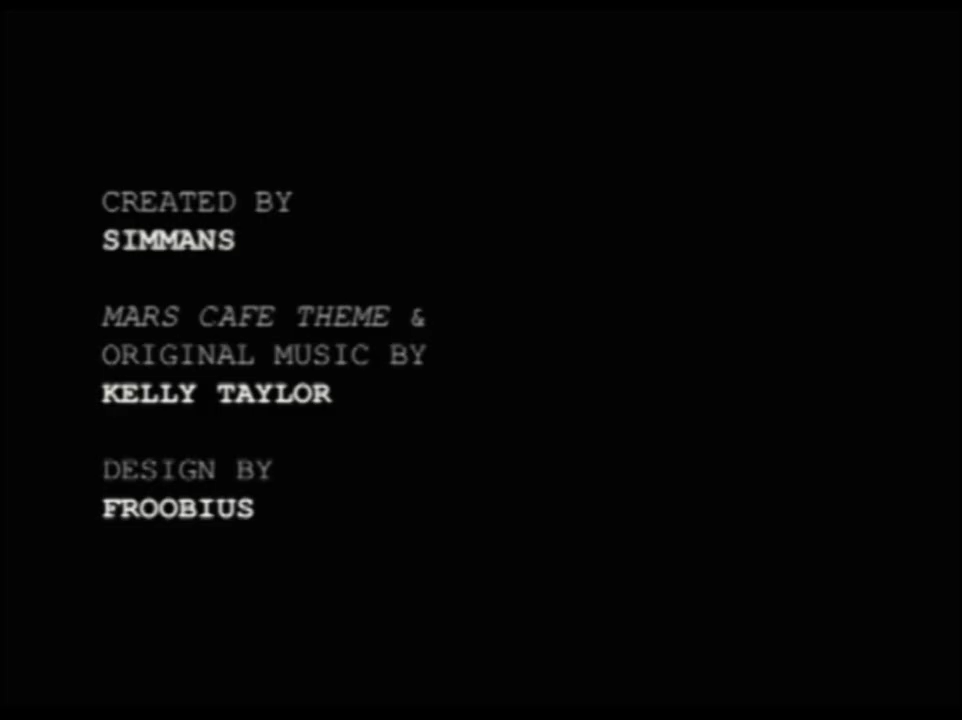 CREATED BY
SIMMANS
MARS CAFE THEME &
ORIGINAL MUSIC BY
KELLY TAYLOR
DESIGN BY
FROOBIUS